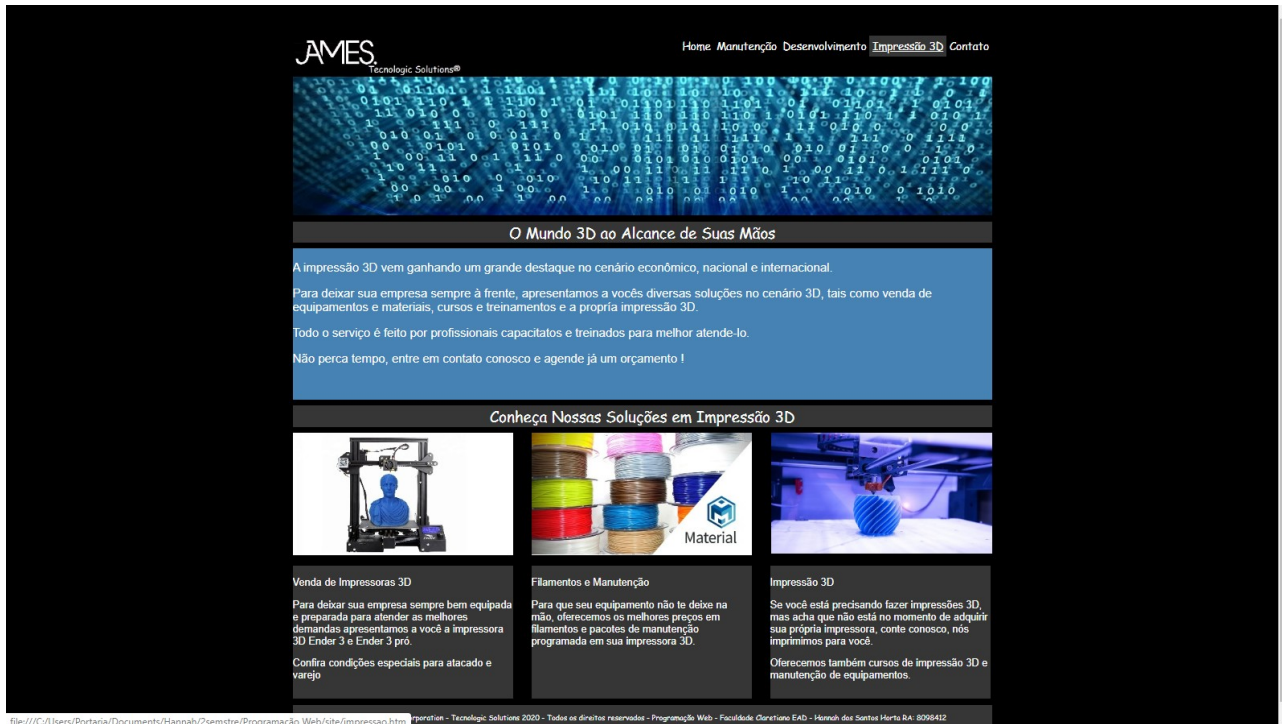 JAMES.
Tecnologic Solutions®
Home Manutenção Desenvolvimento Impressão 3D Contato
O Mundo 3D ao Alcance de Suas Mãos
A impressão 3D vem ganhando um grande destaque no cenário econômico, nacional e internacional.
Para deixar sua empresa sempre à frente, apresentamos a vocês diversas soluções no cenário 3D, tais como venda de
equipamentos e materiais, cursos e treinamentos e a propría impressão 3D.
Todo o serviço é feito por profissionais capacitatos e treinados para melhor atende-lo.
Não perca tempo, entre em contato conosco e agende já um orçamento !
Conheça Nossas Soluções em Impressão 3D
Material
Venda de Impressoras 3D
Para deixar sua empresa sempre bem equipada
e preparada para atender as melhores
demandas apresentamos a você a impressora
3D Ender 3 e Ender 3 pró.
Confira condições especiais para atacado e
varejo
Filamentos e Manutenção
Para que seu equipamento não te deixe na
mão, oferecemos os melhores preços em
filamentos e pacotes de manutenção
programada em sua impressora 3D.
Impressão 3D
Se você está precisando fazer impressões 3D,
mas acha que não está no momento de adquirir
sua própria impressora, conte conosco, nós
imprimimos para você.
Oferecemos também cursos de impressão 3D e
manutenção de equipamentos.
file:///C:/Users/Portaria/Documents/Hannah/2semstre/Programação Web/site/impressao.htm
rporation - Tecnologic Solutions 2020 - Todos os direitos reservados - Programação Web - Faculdade Claretiano EAD - Hannah dos Santos Herta RA: 8098412